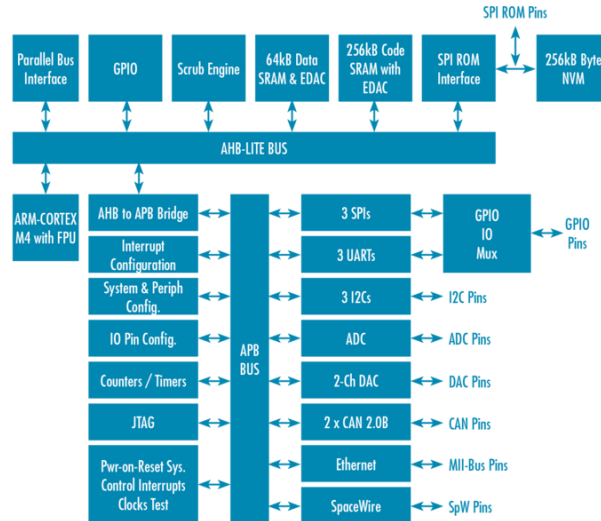 SPI ROM Pins
Parallel Bus
Interface
GPIO
Scrub Engine
64kB Data
SRAM & EDAC
256kB Code
SRAM with
EDAC
SPI ROM
Interface
256kB Byte
NVM
AHB-LITE BUS
ARM-CORTEX
M4 with FPU
AHB to APB Bridge
Interrupt
Configuration
System & Periph
Config.
IO Pin Config.
Counters / Timers
JTAG
Pwr-on-Reset Sys.
Control Interrupts
Clocks Test
APB
BUS
3 SPIs
3 UARTs
3 I2Cs
ADC
2-Ch DAC
2 x CAN 2.0B
Ethernet
SpaceWire
GPIO
IO
Mux
GPIO
Pins
I2C Pins
ADC Pins
DAC Pins
CAN Pins
MII-Bus Pins
SpW Pins